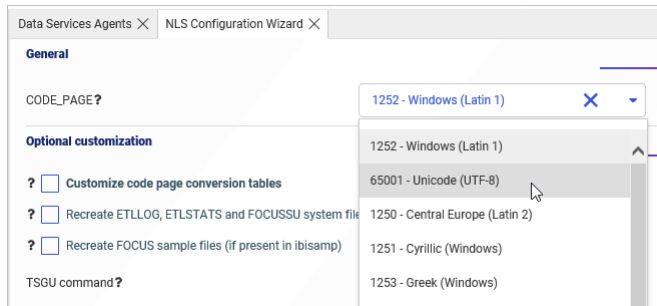 Data Services Agents
NLS Configuration Wizard
General
CODE_PAGE?
1252 - Windows (Latin 1)
1252 - Windows (Latin 1)
Optional customization
65001 - Unicode (UTF-8)
? Customize code page conversion tables
? Recreate ETLLOG, ETLSTATS and FOCUSSU system file
1250 - Central Europe (Latin 2)
? Recreate FOCUS sample files (if present in ibisamp)
1251 - Cyrillic (Windows)
TSGU command?
1253 - Greek (Windows)